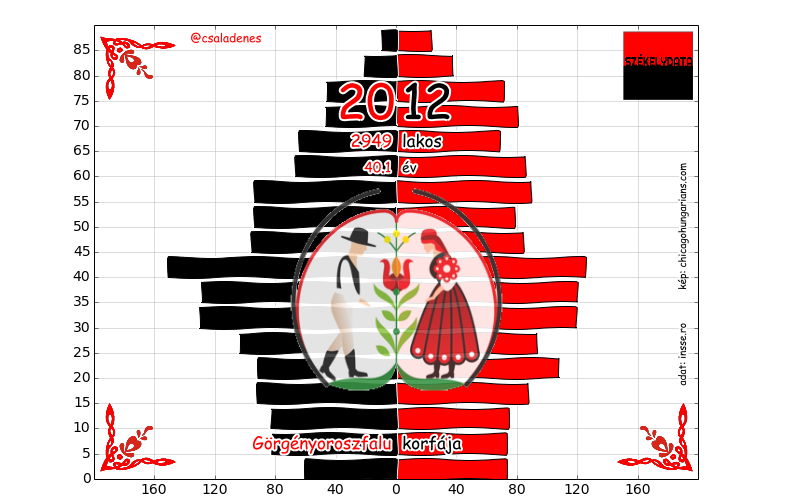 @csaladenes
SZÉKELYDATA
2012
2949 lakos
40.1 év
Görgényoroszfalu korfája
kép: chicagohungarians.com
adat: insse.ro
85
80
75
70
65
60
55
50
45
40
35
30
25
20
15
10
5
0
160 120 80 40 0 40 80 120 160